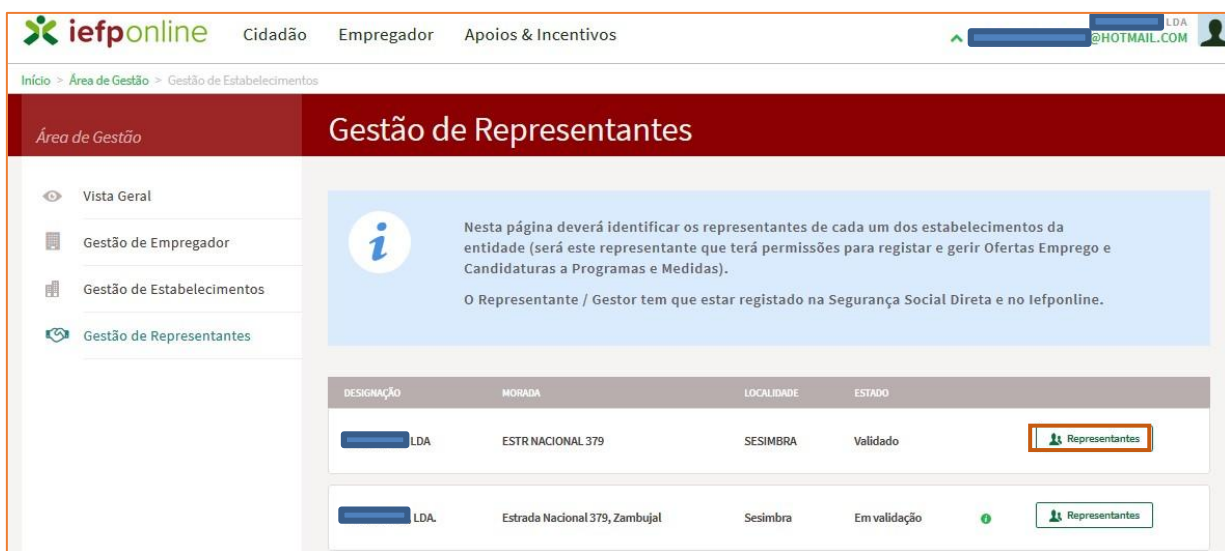 iefponline Cidadão Empregador Apoios & Incentivos LDA
@HOTMAIL.COM
Início > Área de Gestão > Gestão de Estabelecimentos
Área de Gestão
Gestão de Representantes
Vista Geral
Gestão de Empregador
Gestão de Estabelecimentos
Gestão de Representantes
i
Nesta página deverá identificar os representantes de cada um dos estabelecimentos da
entidade (será este representante que terá permissões para registar e gerir Ofertas Emprego e
Candidaturas a Programas e Medidas).
O Representante / Gestor tem que estar registado na Segurança Social Direta e no Iefponline.
DESIGNAÇÃO MORADA LOCALIDADE ESTADO
LDA ESTR NACIONAL 379 SESIMBRA Validado Representantes
LDA. Estrada Nacional 379, Zambujal Sesimbra Em validação i Representantes